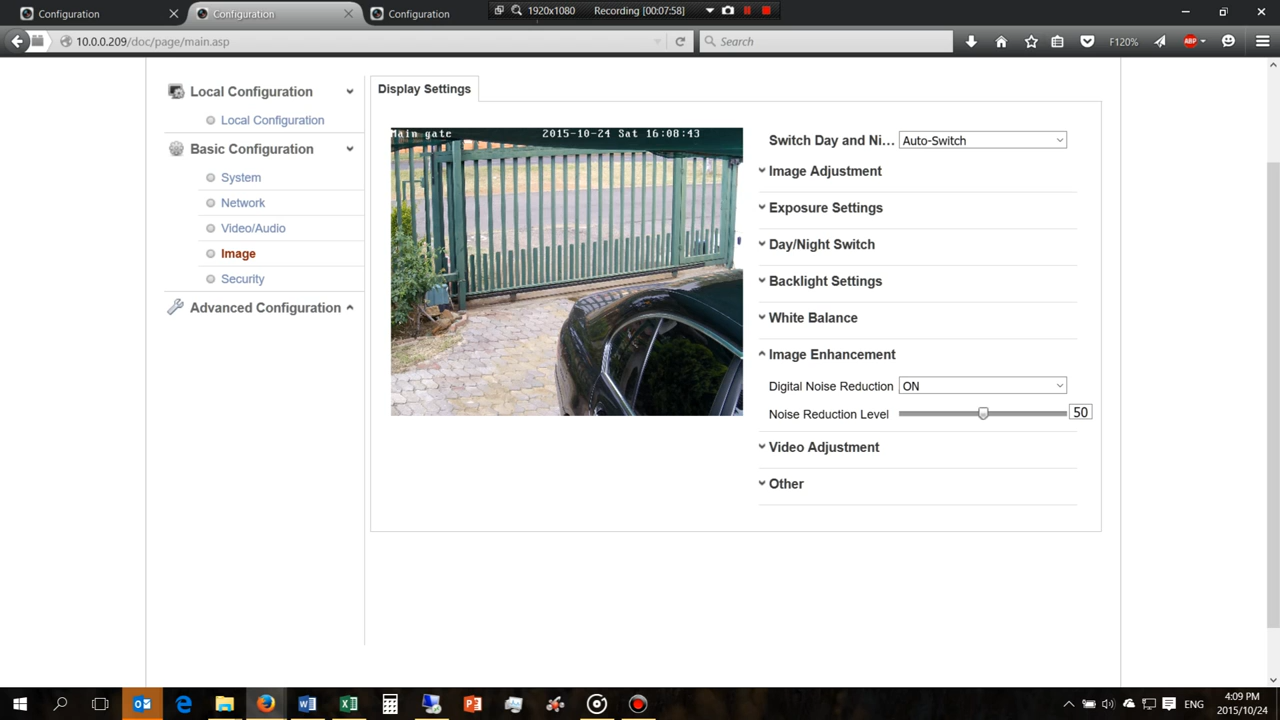 Configuration
Configuration
Configuration
1920x1080
Recording [00:07:58]
10.0.0.209/doc/page/main.asp
Search
F120%
ABP
Local Configuration
Local Configuration
Basic Configuration
System
Network
Video/Audio
Image
Security
Advanced Configuration
Display Settings
Main gate 2015-10-24 Sat 16:08:43
Switch Day and Ni... Auto-Switch
Image Adjustment
Exposure Settings
Day/Night Switch
Backlight Settings
White Balance
Image Enhancement
Digital Noise Reduction ON
Noise Reduction Level 50
Video Adjustment
Other
ENG
4:09 PM
2015/10/24